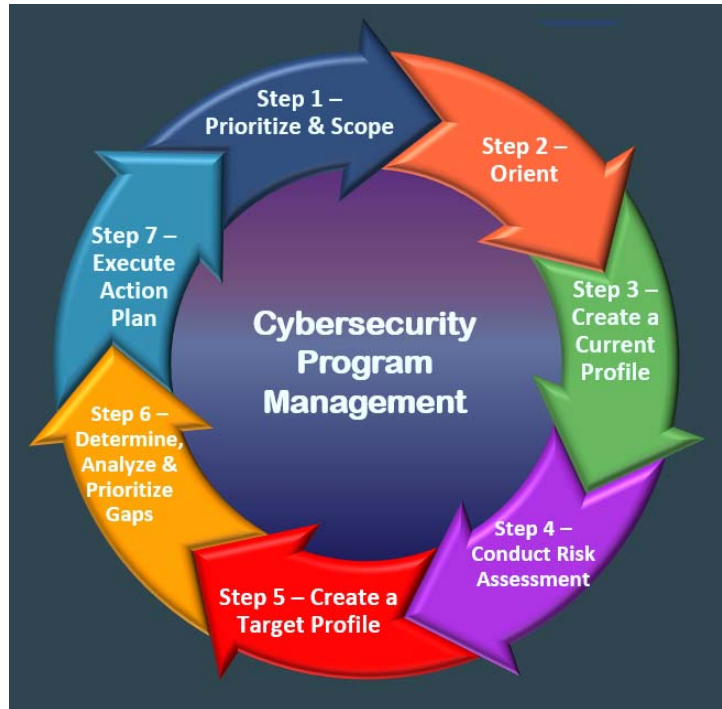 Step 1 –
Prioritize & Scope
Step 2 –
Orient
Step 3 –
Create a
Current
Profile
Step 4 –
Conduct Risk
Assessment
Step 5 – Create a
Target Profile
Step 6 –
Determine,
Analyze &
Prioritize
Gaps
Step 7 –
Execute
Action
Plan
Cybersecurity
Program
Management